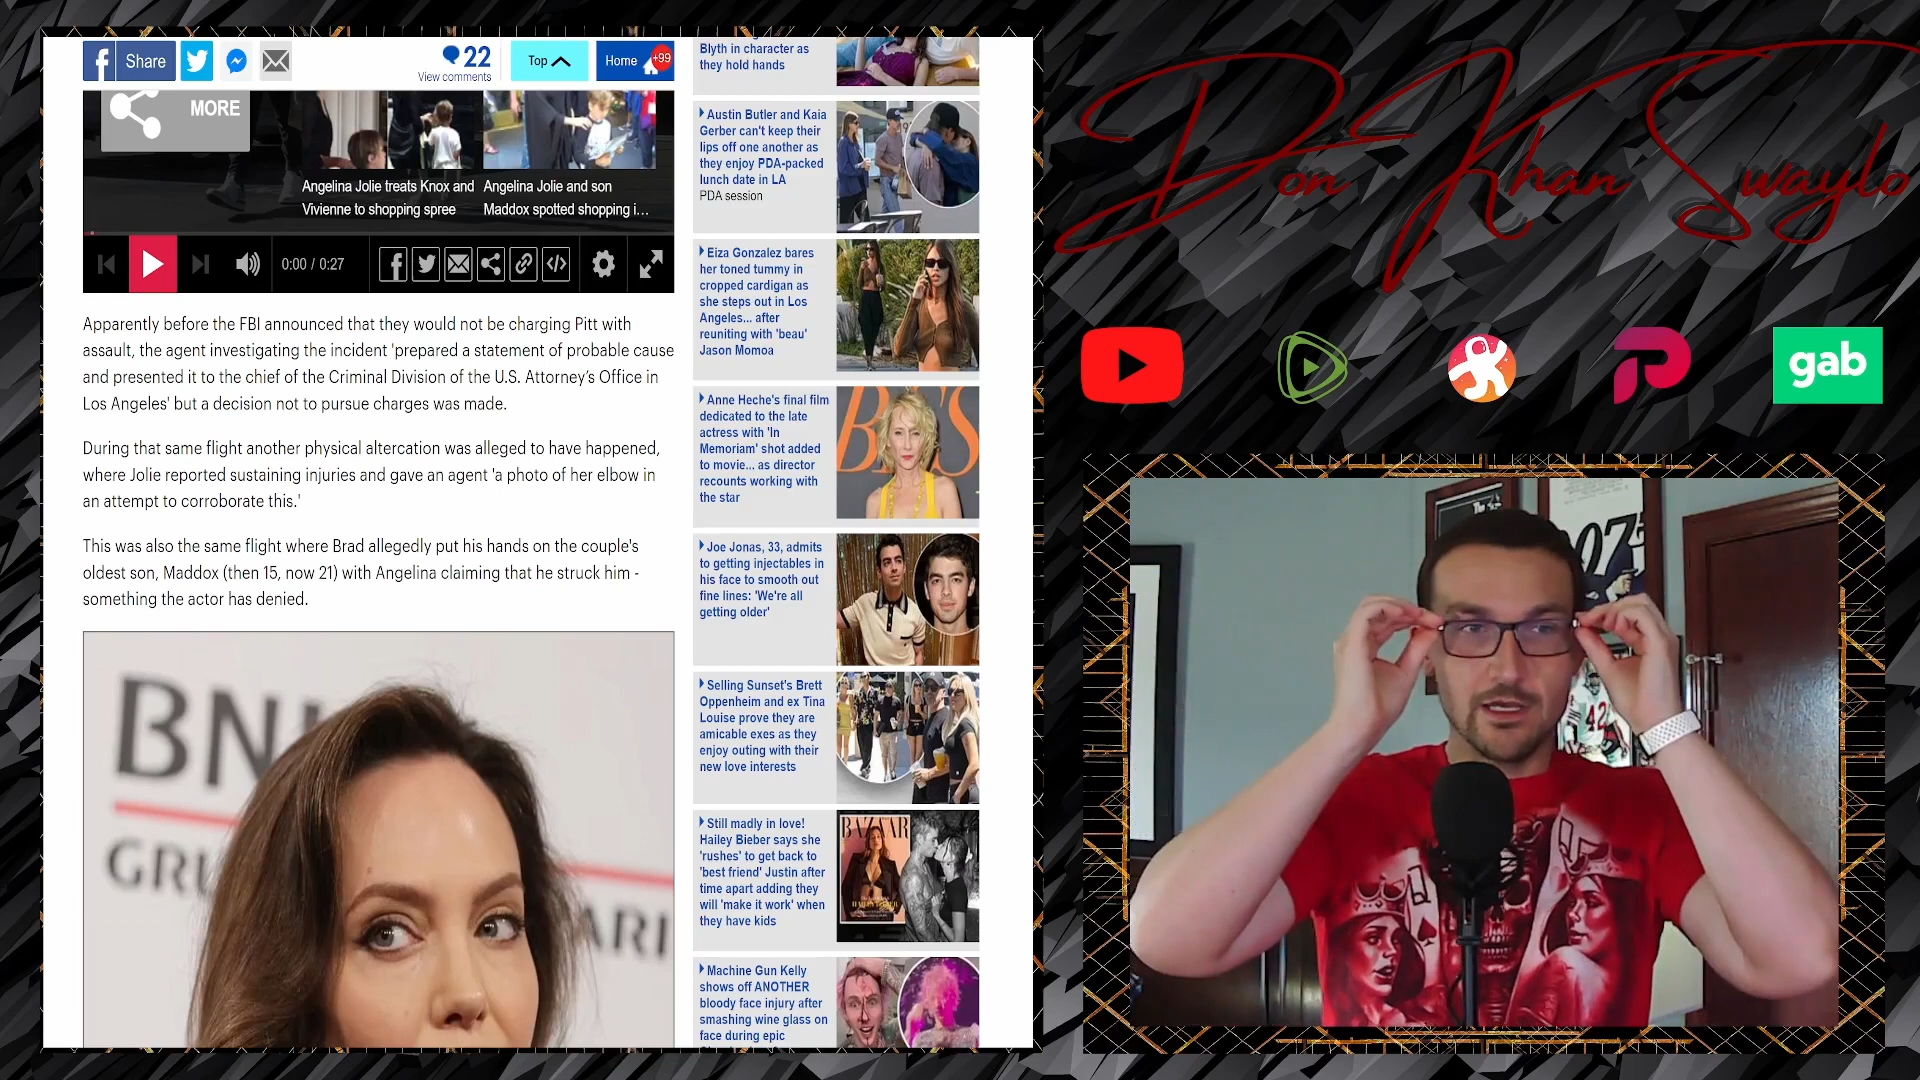 Share
22
View comments
Top
Home
+99
MORE
Angelina Jolie treats Knox and
Vivienne to shopping spree
Angelina Jolie and son
Maddox spotted shopping i...
0:00 / 0:27
Apparently before the FBI announced that they would not be charging Pitt with
assault, the agent investigating the incident 'prepared a statement of probable cause
and presented it to the chief of the Criminal Division of the U.S. Attorney's Office in
Los Angeles' but a decision not to pursue charges was made.
During that same flight another physical altercation was alleged to have happened,
where Jolie reported sustaining injuries and gave an agent 'a photo of her elbow in
an attempt to corroborate this.'
This was also the same flight where Brad allegedly put his hands on the couple's
oldest son, Maddox (then 15, now 21) with Angelina claiming that he struck him -
something the actor has denied.
Blyth in character as
they hold hands
Austin Butler and Kaia
Gerber can't keep their
lips off one another as
they enjoy PDA-packed
lunch date in LA
PDA session
Eiza Gonzalez bares
her toned tummy in
cropped cardigan as
she steps out in Los
Angeles... after
reuniting with 'beau'
Jason Momoa
Anne Heche's final film
dedicated to the late
actress with 'In
Memoriam' shot added
to movie... as director
recounts working with
the star
Joe Jonas, 33, admits
to getting injectables in
his face to smooth out
fine lines: 'We're all
getting older'
Selling Sunset's Brett
Oppenheim and ex Tina
Louise prove they are
amicable exes as they
enjoy outing with their
new love interests
Still madly in love!
Hailey Bieber says she
'rushes' to get back to
'best friend' Justin after
time apart adding they
will 'make it work' when
they have kids
BAZAAR
Machine Gun Kelly
shows off ANOTHER
bloody face injury after
smashing wine glass on
face during epic
Don Khan Swaylo
gab
007
42